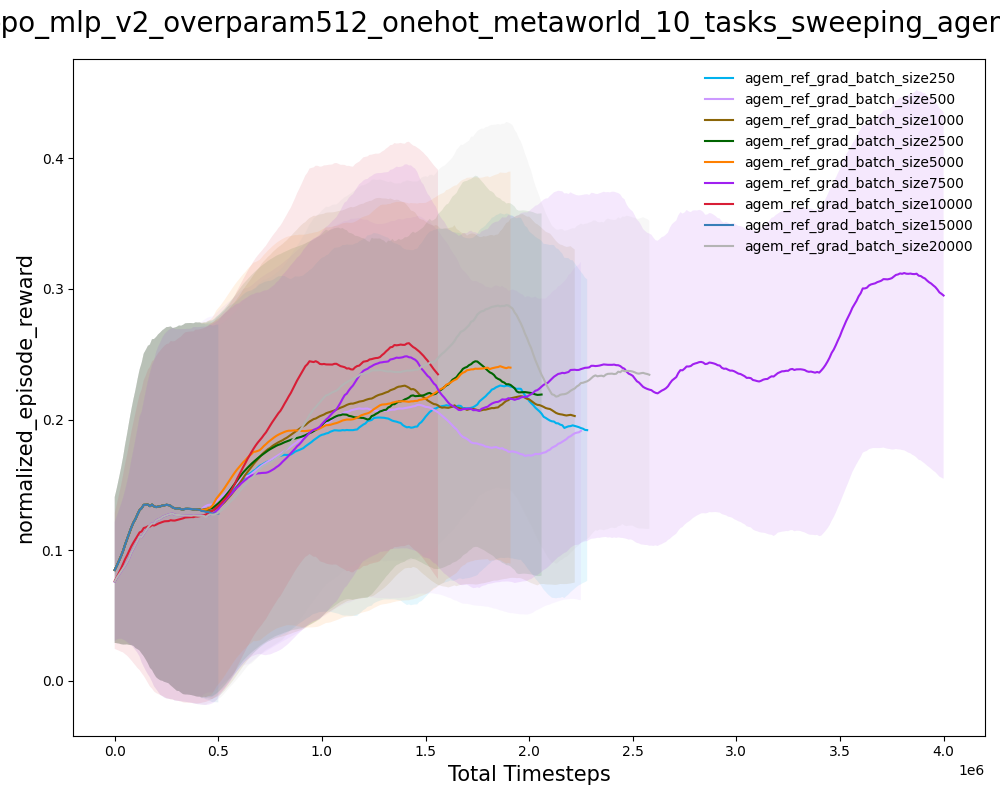 po_mlp_v2_overparam512_onehot_metaworld_10_tasks_sweeping_ager
agem_ref_grad_batch_size250
agem_ref_grad_batch_size500
agem_ref_grad_batch_size1000
agem_ref_grad_batch_size2500
agem_ref_grad_batch_size5000
agem_ref_grad_batch_size7500
agem_ref_grad_batch_size10000
agem_ref_grad_batch_size15000
agem_ref_grad_batch_size20000
normalized_episode_reward
0.4
0.3
0.2
0.1
0.0
0.0 0.5 1.0 1.5 2.0 2.5 3.0 3.5 4.0
1e6
Total Timesteps